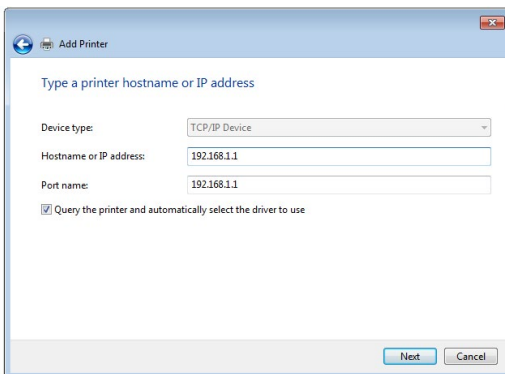 Add Printer
Type a printer hostname or IP address
Device type: TCP/IP Device
Hostname or IP address: 192.168.1.1
Port name: 192.168.1.1
Query the printer and automatically select the driver to use
Next Cancel